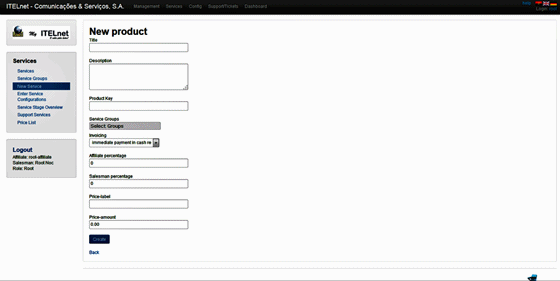 ITELnet - Comunicações & Serviços, S.A. Management Services Config Support/Tickets Dashboard
ITELnet
Services
Services
Service Groups
New Service
Enter Service
Configurations
Service Stage Overview
Support Services
Price List
Logout
Affiliate: root-affiliate
Salesman: Root:Noc
Role: Root
New product
Title
Description
Product Key
Service Groups
Select Groups
Invoicing
immediate payment in cash re
Affiliate percentage
0
Salesman percentage
0
Price-label
Price-amount
0.00
Create
Back